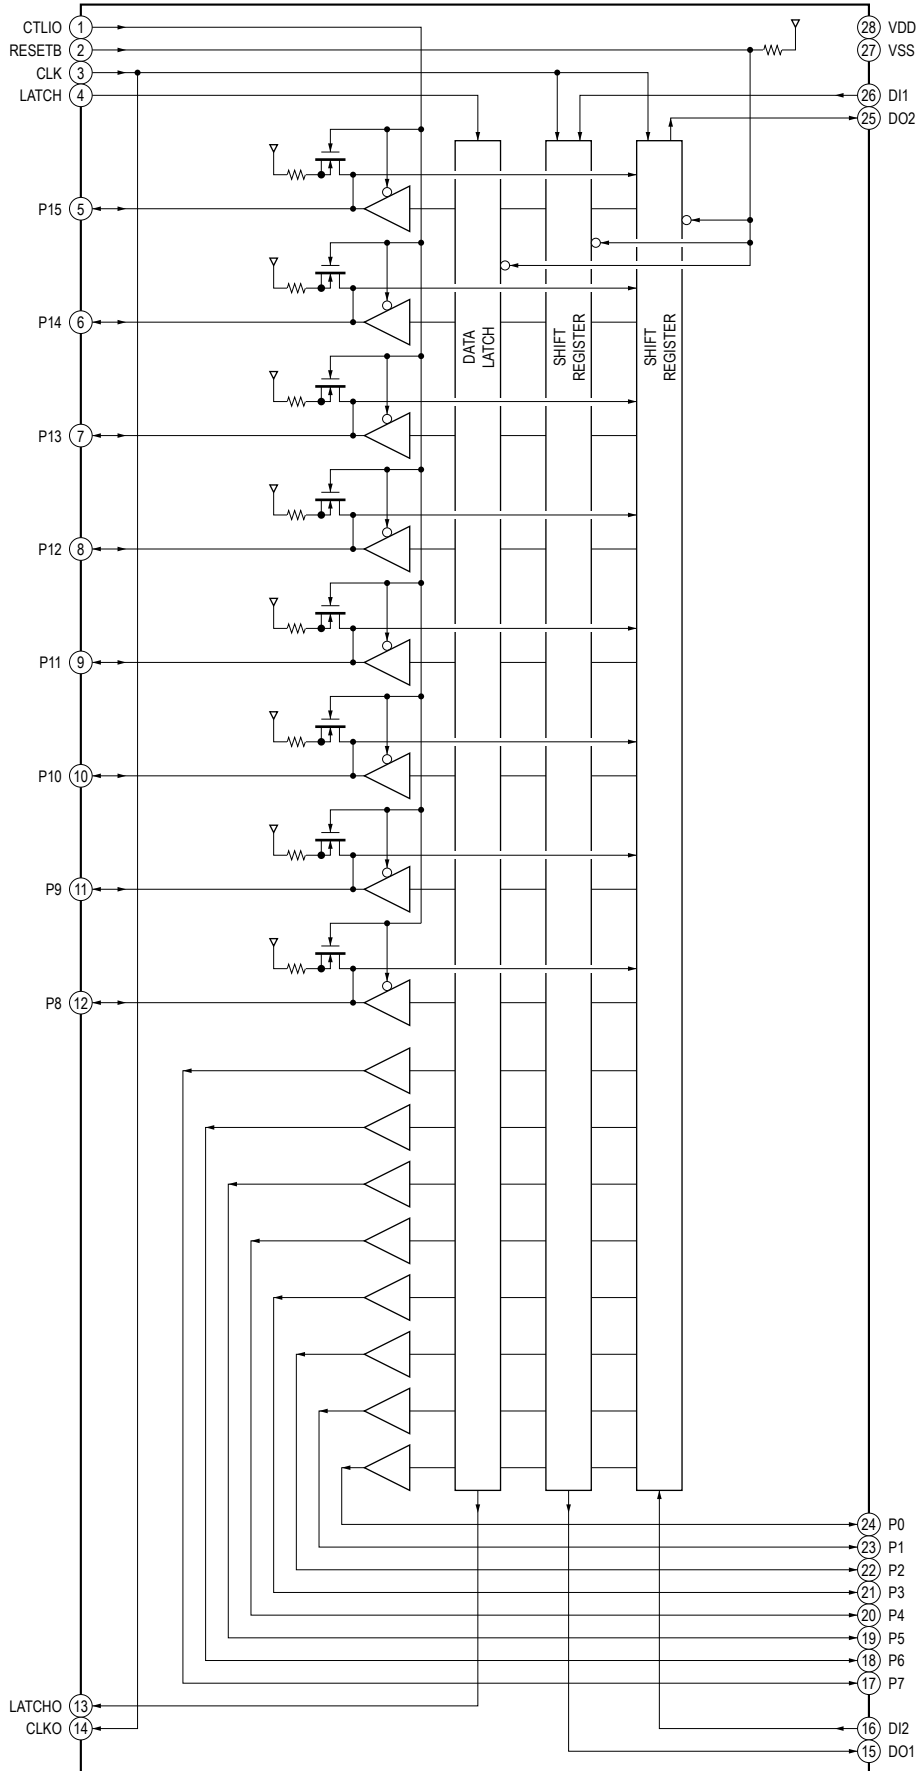 CTLIO 1
28 VDD
RESETB 2
27 VSS
CLK 3
LATCH 4
26 DI1
25 DO2
P15 5
P14 6
DATA
LATCH
SHIFT
REGISTER
SHIFT
REGISTER
P13 7
P12 8
P11 9
P10 10
P9 11
P8 12
24 P0
23 P1
22 P2
21 P3
20 P4
19 P5
18 P6
17 P7
LATCHO 13
CLKO 14
16 DI2
15 DO1